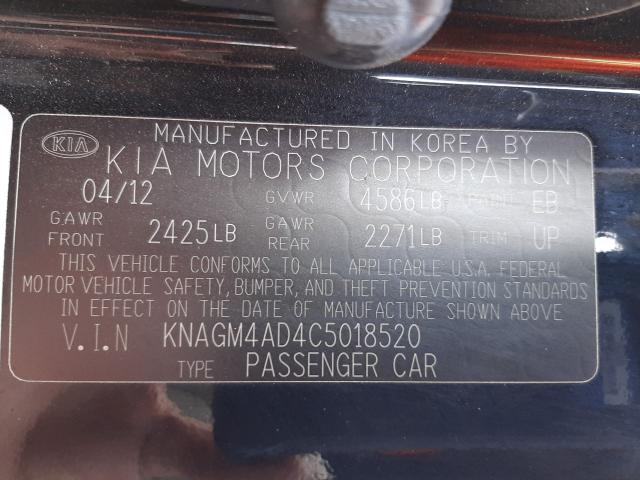 KIA
MANUFACTURED IN KOREA BY
KIA MOTORS CORPORATION
04/12 GVWR 4586LB PAINT EB
GAWR FRONT 2425LB GAWR REAR 2271LB TRIM UP
THIS VEHICLE CONFORMS TO ALL APPLICABLE U.S.A. FEDERAL
MOTOR VEHICLE SAFETY, BUMPER, AND THEFT PREVENTION STANDARDS
IN EFFECT ON THE DATE OF MANUFACTURE SHOWN ABOVE
V.I.N KNAGM4AD4C5018520
TYPE PASSENGER CAR